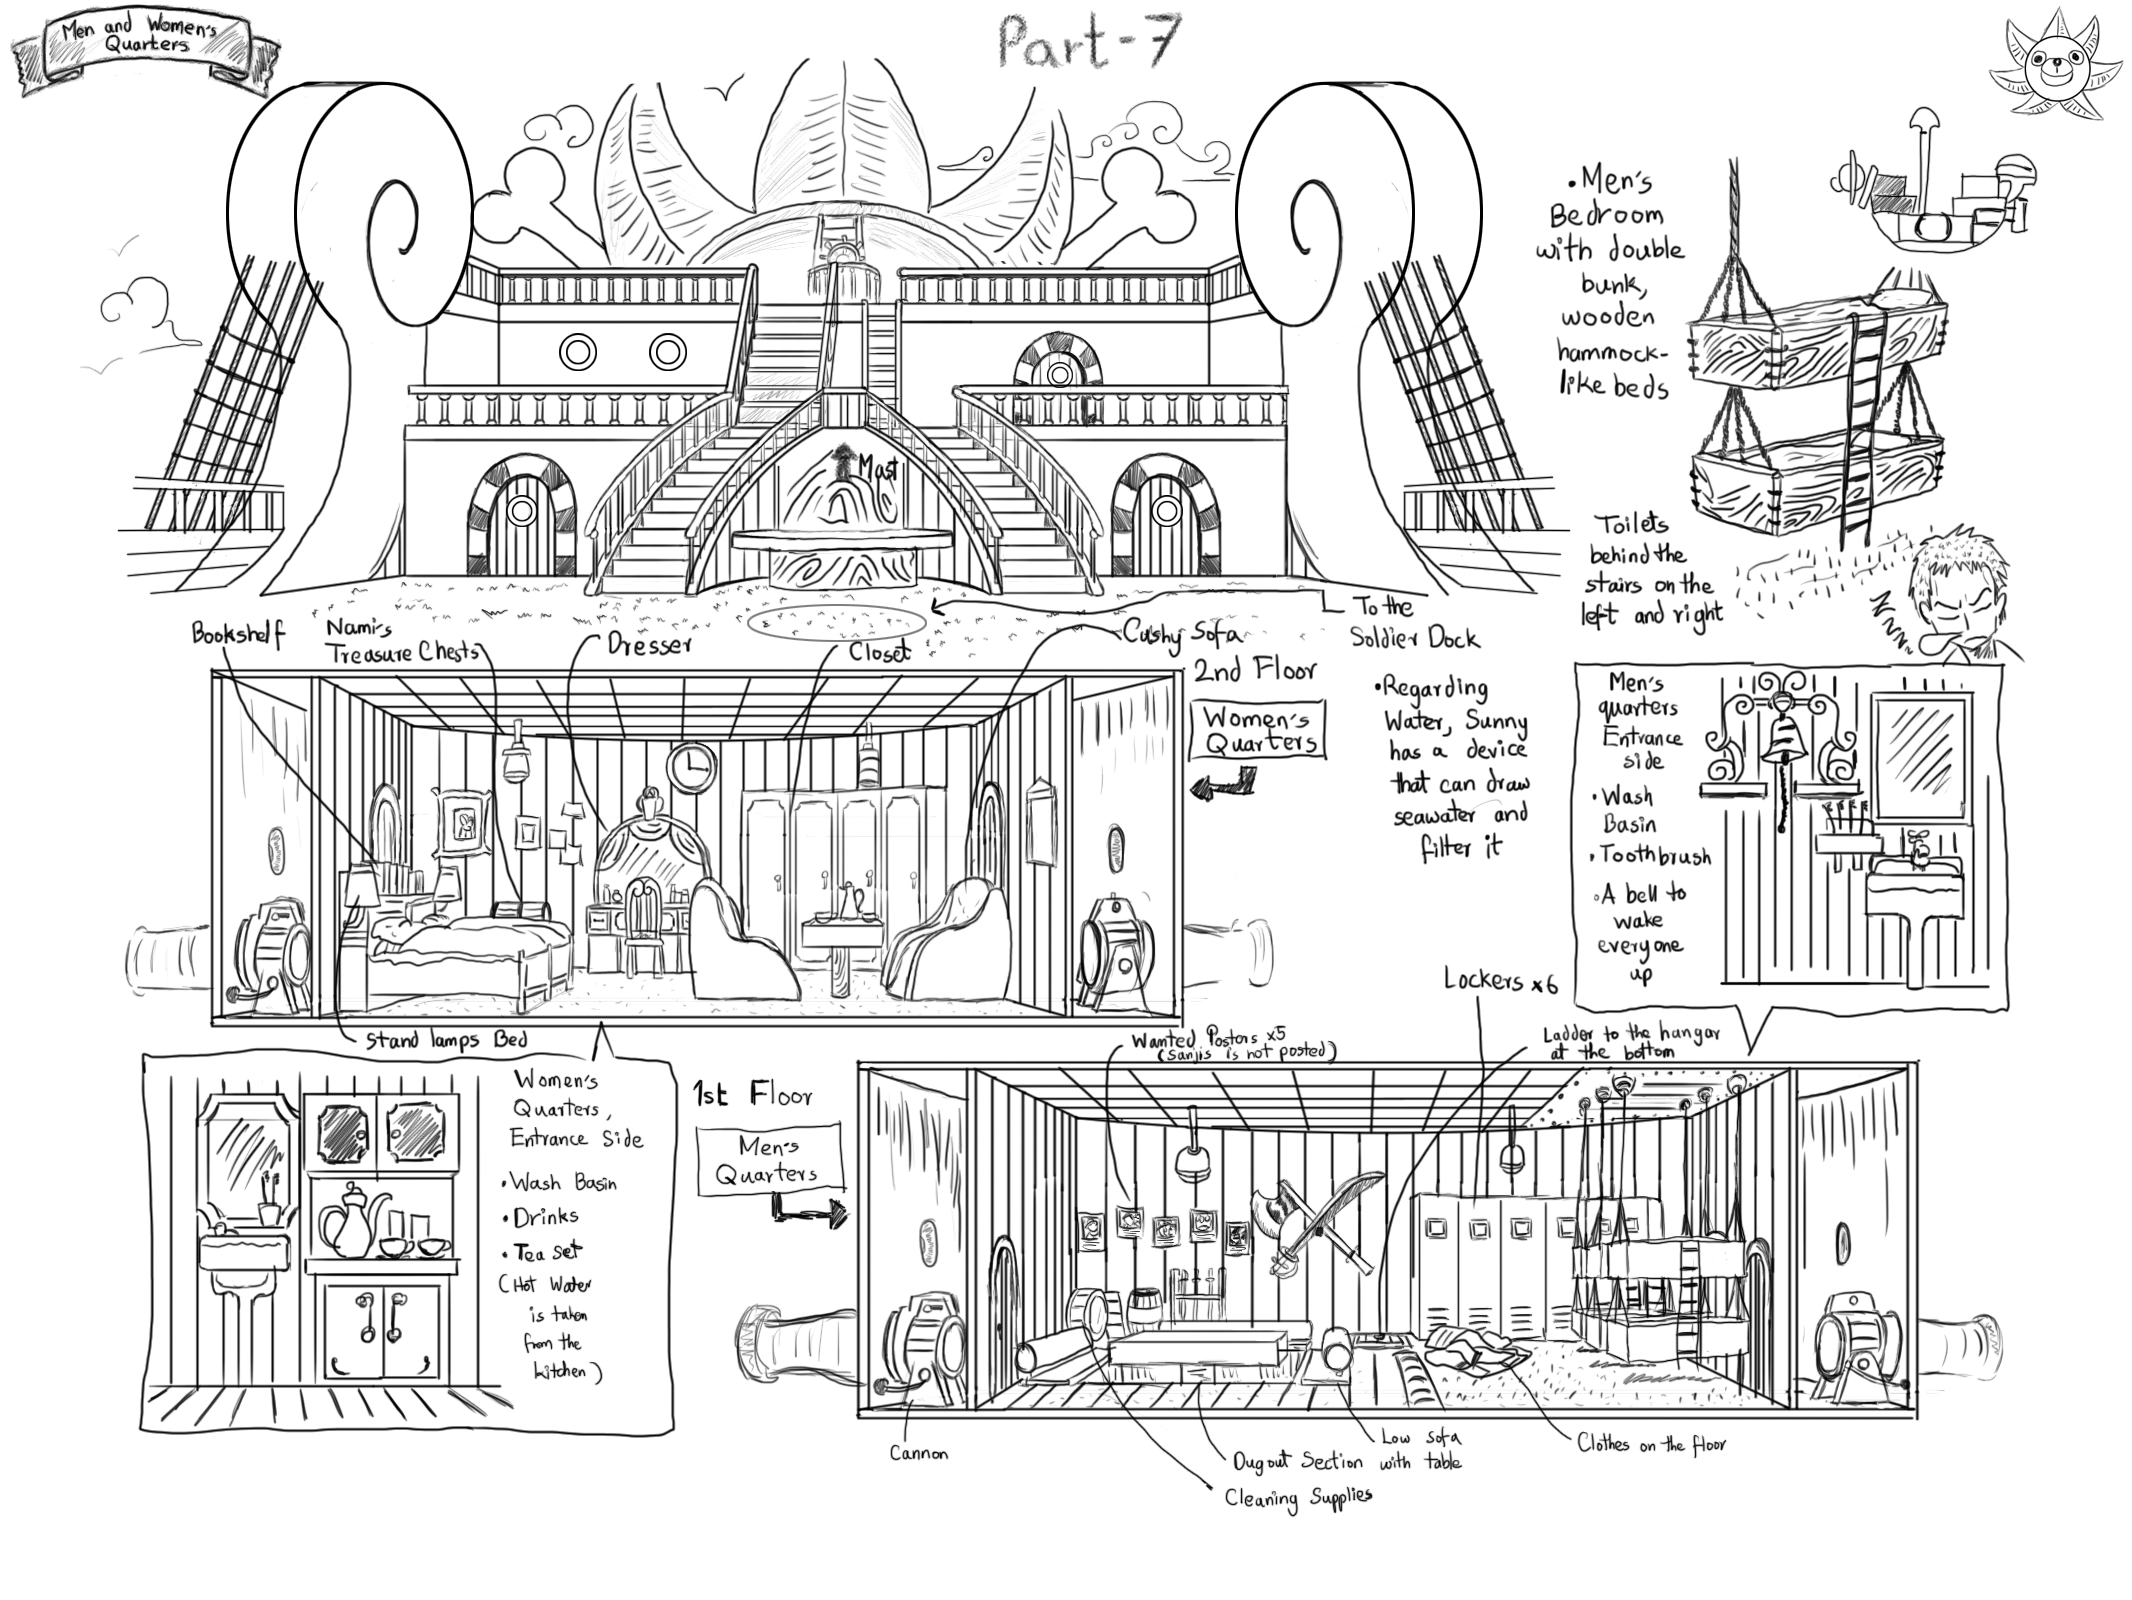 Men and Women's
Quarters
Part-7
•Men's
Bedroom
with double
bunk,
wooden
hammock-
like beds
Mast
Toilets
behind the
stairs on the
left and right
To the
Soldier Dock
Bookshelf
Nami's
Treasure Chests
Dresser
Closet
Cushy Sofa
2nd Floor
Women's
Quarters
•Regarding
Water, Sunny
has a device
that can draw
seawater and
filter it
Men's
quarters
Entrance
side
•Wash
Basin
•Toothbrush
•A bell to
wake
everyone
up
Stand lamps Bed
Women's
Quarters,
Entrance Side
•Wash Basin
•Drinks
•Tea Set
(Hot Water
is taken
from the
kitchen)
1st Floor
Men's
Quarters
Wanted Postors x5
(Sanjis is not posted)
Lockers x6
Ladder to the hangar
at the bottom
Cannon
Dugout Section
Low sofa
with table
Cleaning Supplies
Clothes on the floor